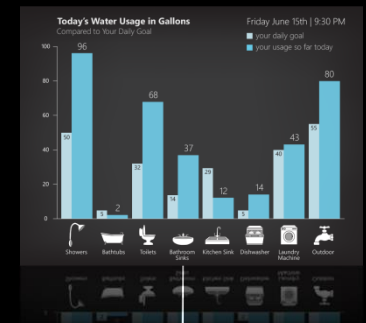 Today's Water Usage in Gallons
Compared to Your Daily Goal
Friday June 15th | 9:30 PM
your daily goal
your usage so far today
100
80
60
40
20
0
50
96
5
2
32
68
14
37
29
12
5
14
40
43
55
80
Showers
Bathtubs
Toilets
Bathroom
Sinks
Kitchen Sink
Dishwasher
Laundry
Machine
Outdoor